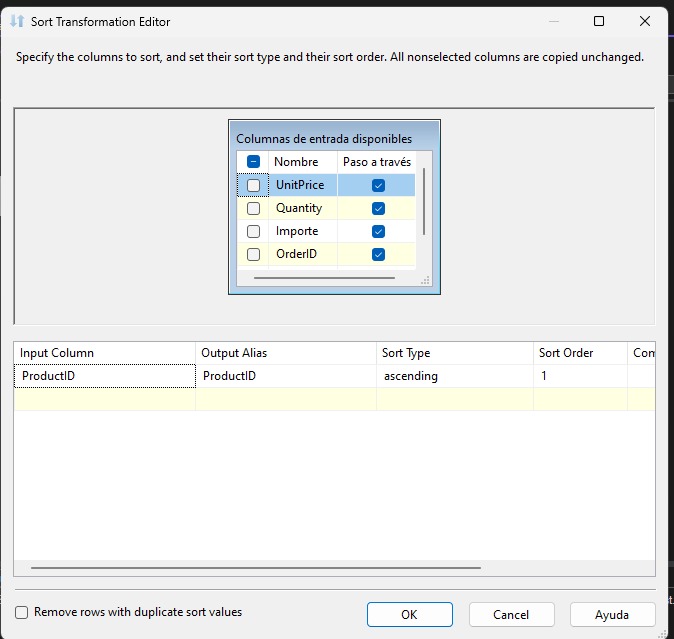 Sort Transformation Editor
Specify the columns to sort, and set their sort type and their sort order. All nonselected columns are copied unchanged.
Columnas de entrada disponibles
Nombre Paso a través
UnitPrice
Quantity
Importe
OrderID
Input Column Output Alias Sort Type Sort Order
ProductID ProductID ascending 1
Remove rows with duplicate sort values
OK Cancel Ayuda